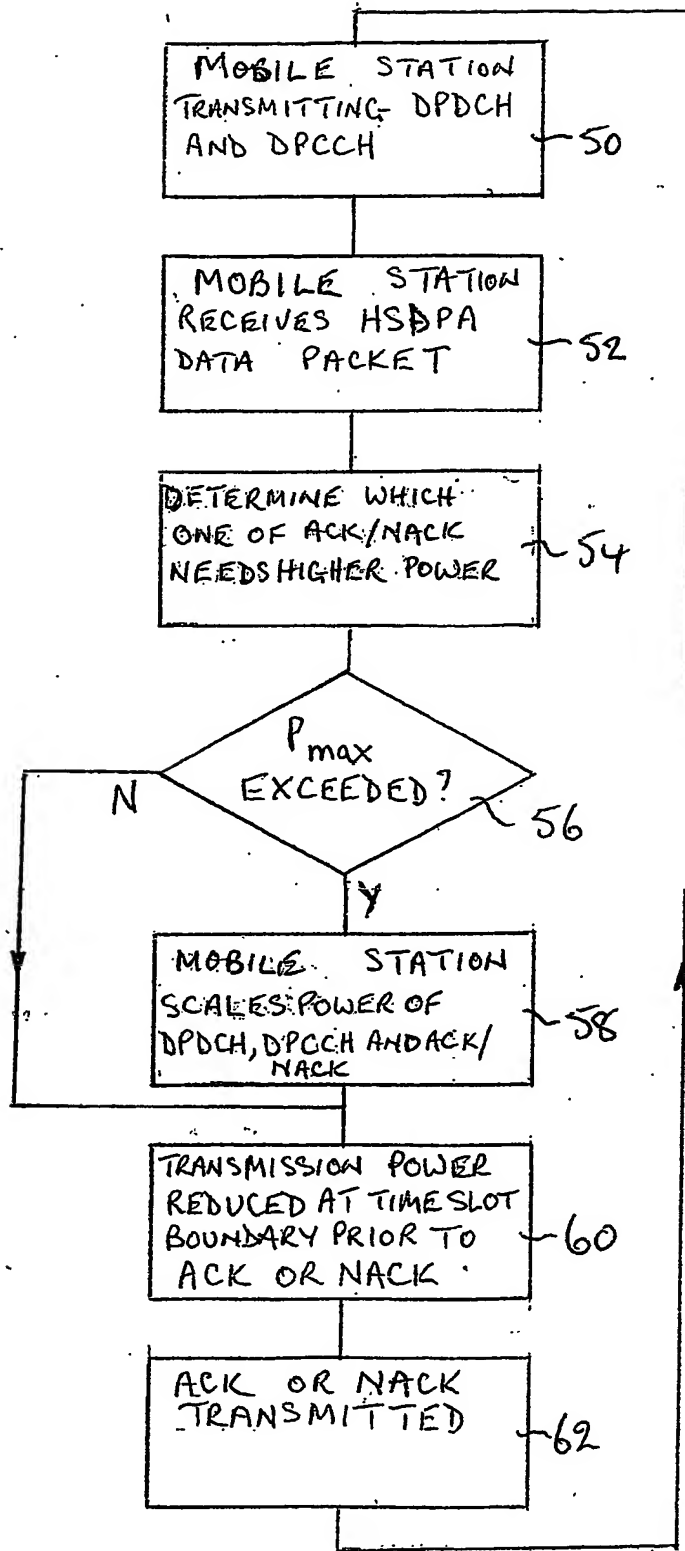 MOBILE STATION
TRANSMITTING DPDCH
AND DPCCH
50
MOBILE STATION
RECEIVES HSDPA
DATA PACKET
52
DETERMINE WHICH
ONE OF ACK/NACK
NEEDS HIGHER POWER
54
Pmax
EXCEEDED?
56
N
Y
MOBILE STATION
SCALES POWER OF
DPDCH, DPCCH AND ACK/
NACK
58
TRANSMISSION POWER
REDUCED AT TIMESLOT
BOUNDARY PRIOR TO
ACK OR NACK
60
ACK OR NACK
TRANSMITTED
62